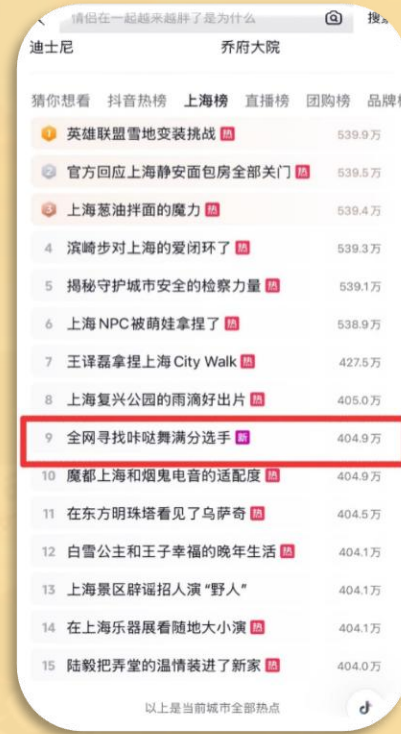 情侣在一起越来越胖了是为什么
迪士尼 乔府大院
猜你想看 抖音热榜 上海榜 直播榜 团购榜 品牌
1 英雄联盟雪地变装挑战 热 539.9万
2 官方回应上海静安面包房全部关门 热 539.5万
3 上海葱油拌面的魔力 热 539.4万
4 滨崎步对上海的爱闭环了 热 539.3万
5 揭秘守护城市安全的检察力量 热 539.1万
6 上海NPC被萌娃拿捏了 热 538.9万
7 王译磊拿捏上海City Walk 热 427.5万
8 上海复兴公园的雨滴好出片 热 405.0万
9 全网寻找咔哒舞满分选手 新 404.9万
10 魔都上海和烟鬼电音的适配度 热 404.9万
11 在东方明珠塔看见了乌萨奇 热 404.5万
12 白雪公主和王子幸福的晚年生活 热 404.1万
13 上海景区辟谣招人演“野人” 404.1万
14 在上海乐器展看随地大小演 热 404.1万
15 陆毅把弄堂的温情装进了新家 热 404.0万
以上是当前城市全部热点